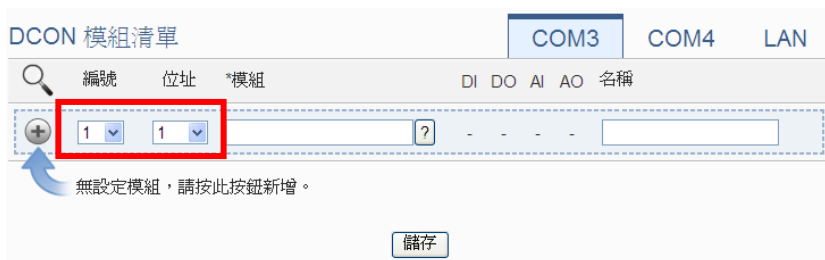 DCON 模組清單 COM3 COM4 LAN
編號 位址 *模組 DI DO AI AO 名稱
1 1 ? - - - -
無設定模組，請按此按鈕新增。
儲存